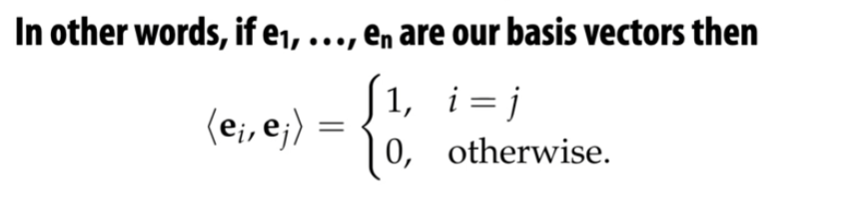 In other words, if e₁, ..., eₙ are our basis vectors then
⟨eᵢ, eⱼ⟩ = { 1, i = j
0, otherwise.